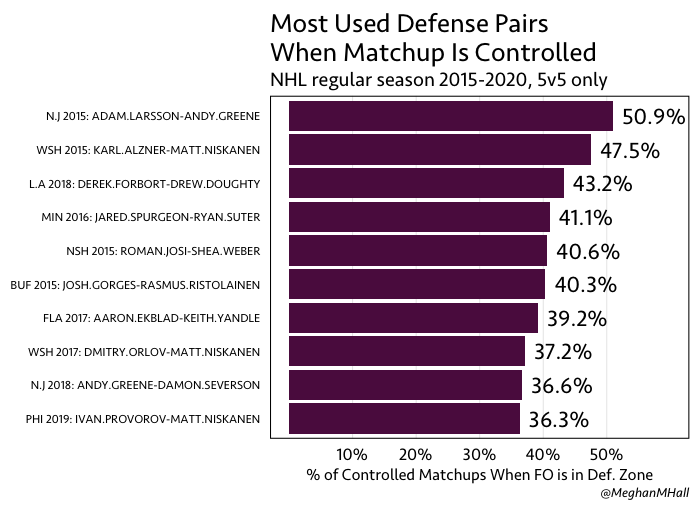 Most Used Defense Pairs
When Matchup Is Controlled
NHL regular season 2015-2020, 5v5 only
N.J 2015: ADAM.LARSSON-ANDY.GREENE 50.9%
WSH 2015: KARL.ALZNER-MATT.NISKANEN 47.5%
L.A 2018: DEREK.FORBORT-DREW.DOUGHTY 43.2%
MIN 2016: JARED.SPURGEON-RYAN.SUTER 41.1%
NSH 2015: ROMAN.JOSI-SHEA.WEBER 40.6%
BUF 2015: JOSH.GORGES-RASMUS.RISTOLAINEN 40.3%
FLA 2017: AARON.EKBLAD-KEITH.YANDLE 39.2%
WSH 2017: DMITRY.ORLOV-MATT.NISKANEN 37.2%
N.J 2018: ANDY.GREENE-DAMON.SEVERSON 36.6%
PHI 2019: IVAN.PROVOROV-MATT.NISKANEN 36.3%
10% 20% 30% 40% 50%
% of Controlled Matchups When FO is in Def. Zone
@MeghanMHall